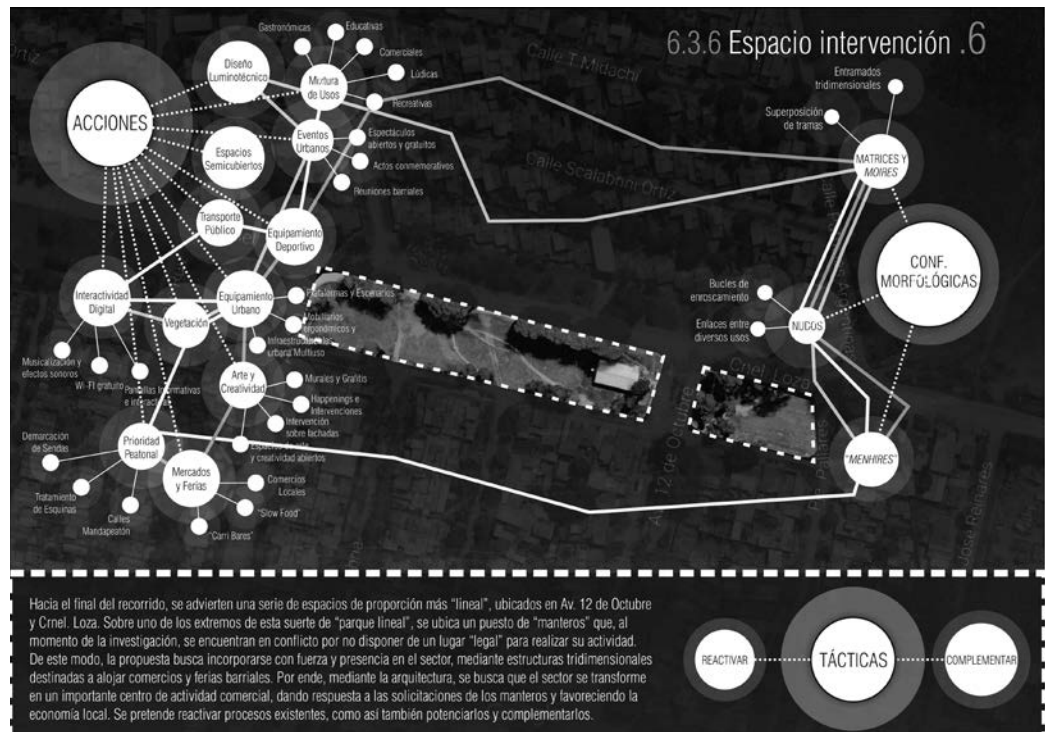 6.3.6 Espacio intervención .6
ACCIONES
Diseño
Luminotécnico
Mixtura
de Usos
Gastronómicas
Educativas
Comerciales
Lúdicas
Recreativas
Eventos
Urbanos
Espectáculos
abiertos y gratuitos
Actos conmemorativos
Reuniones barriales
Espacios
Semicubiertos
Transporte
Público
Equipamiento
Deportivo
Interactividad
Digital
Musicalización y
efectos sonoros
WI-FI gratuito
Pantallas Informativas
e interactivas
Vegetación
Equipamiento
Urbano
Plataformas y Escenarios
Mobiliarios
ergonómicos y
Infraestructura
urbana Multiuso
Arte y
Creatividad
Murales y Grafitis
Happenings e
Intervenciones
Intervención
sobre fachadas
Espacios de arte
y creatividad abiertos
Prioridad
Peatonal
Demarcación
de Sendas
Tratamiento
de Esquinas
Calles
Mandapeatón
Mercados
y Ferias
Comercios
Locales
"Slow Food"
"Carri Bares"
Calle T.Midachi
Calle Scalabrini Ortíz
Cnel. Loza
Av. 12 de Octubre
Jose Reinares
Entramados
tridimensionales
Superposición
de tramas
MATRICES Y
MOIRES
CONF.
MORFOLÓGICAS
Bucles de
enroscamiento
Enlaces entre
diversos usos
NUDOS
"MENHIRES"
Hacia el final del recorrido, se advierten una serie de espacios de proporción más "lineal", ubicados en Av. 12 de Octubre
y Crnel. Loza. Sobre uno de los extremos de esta suerte de "parque lineal", se ubica un puesto de "manteros" que, al
momento de la investigación, se encuentran en conflicto por no disponer de un lugar "legal" para realizar su actividad.
De este modo, la propuesta busca incorporarse con fuerza y presencia en el sector, mediante estructuras tridimensionales
destinadas a alojar comercios y ferias barriales. Por ende, mediante la arquitectura, se busca que el sector se transforme
en un importante centro de actividad comercial, dando respuesta a las solicitaciones de los manteros y favoreciendo la
economía local. Se pretende reactivar procesos existentes, como así también potenciarlos y complementarlos.
REACTIVAR
TÁCTICAS
COMPLEMENTAR